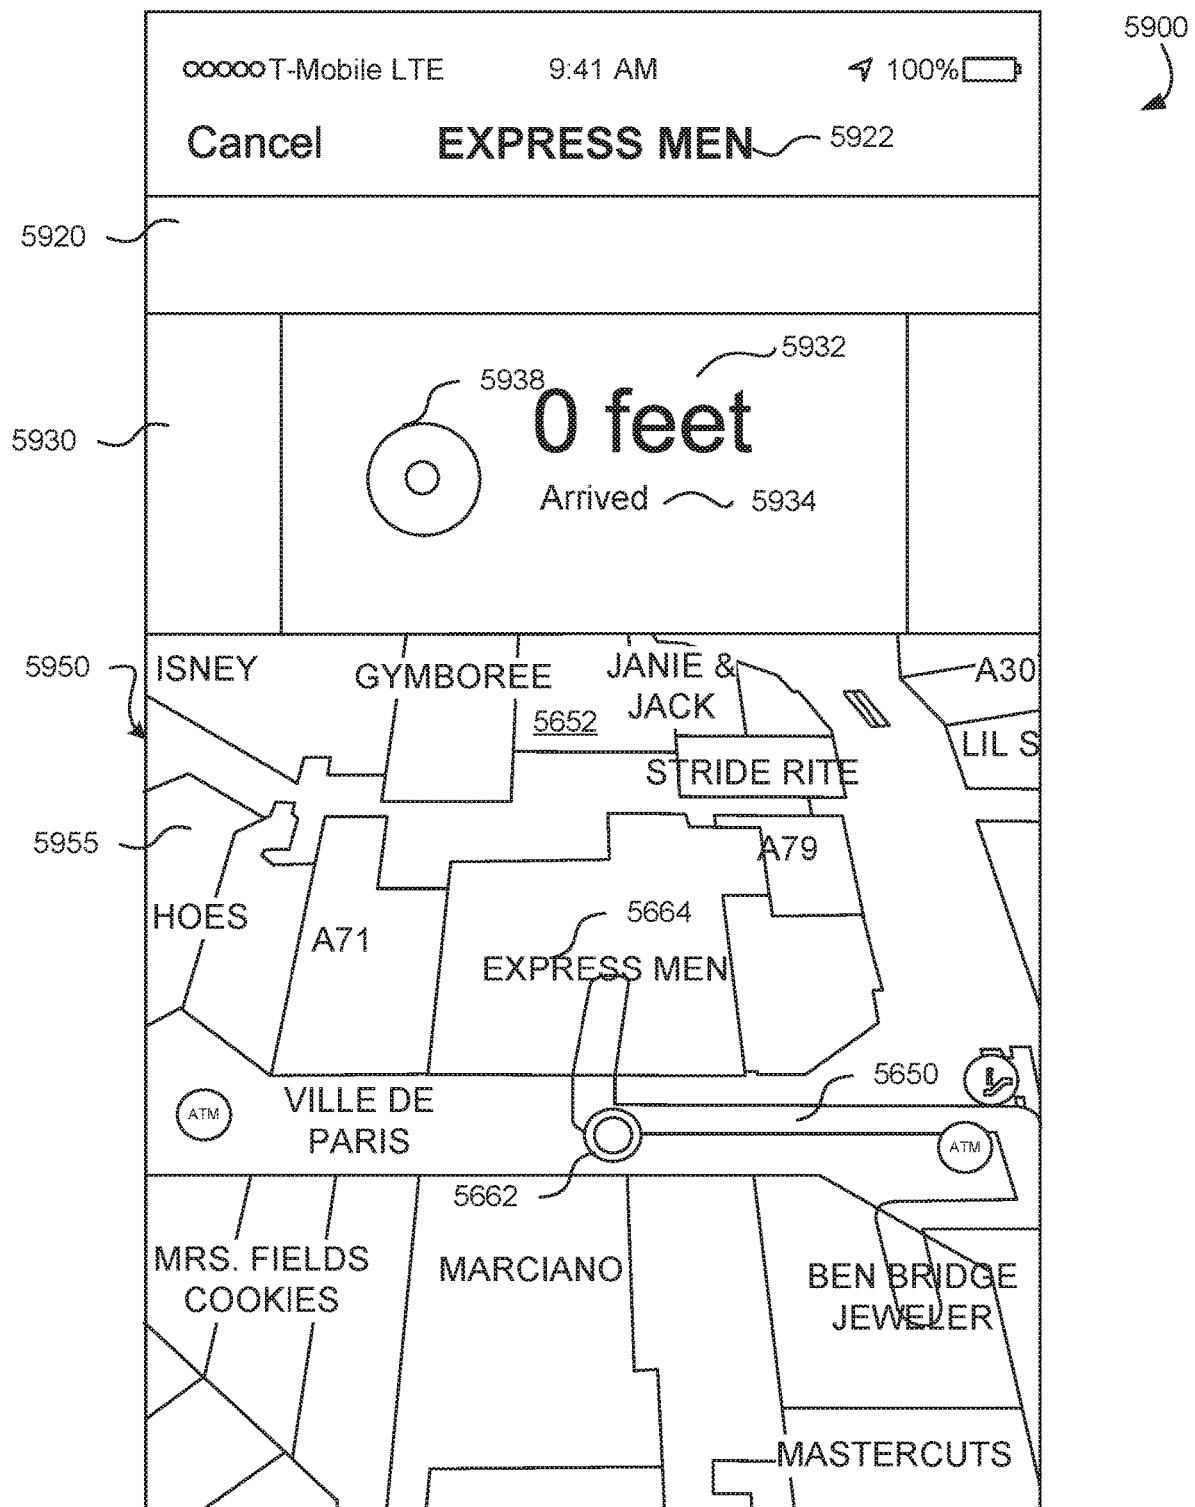 5900
T-Mobile LTE 9:41 AM 100%
Cancel EXPRESS MEN 5922
5920
5932
5938
0 feet
5930
Arrived 5934
5950
ISNEY
GYMBOREE
JANIE &
JACK
A30
5652
LIL S
STRIDE RITE
5955
A79
HOES
5664
A71
EXPRESS MEN
5650
ATM
VILLE DE
PARIS
ATM
5662
MRS. FIELDS
COOKIES
MARCIANO
BEN BRIDGE
JEWELER
MASTERCUTS